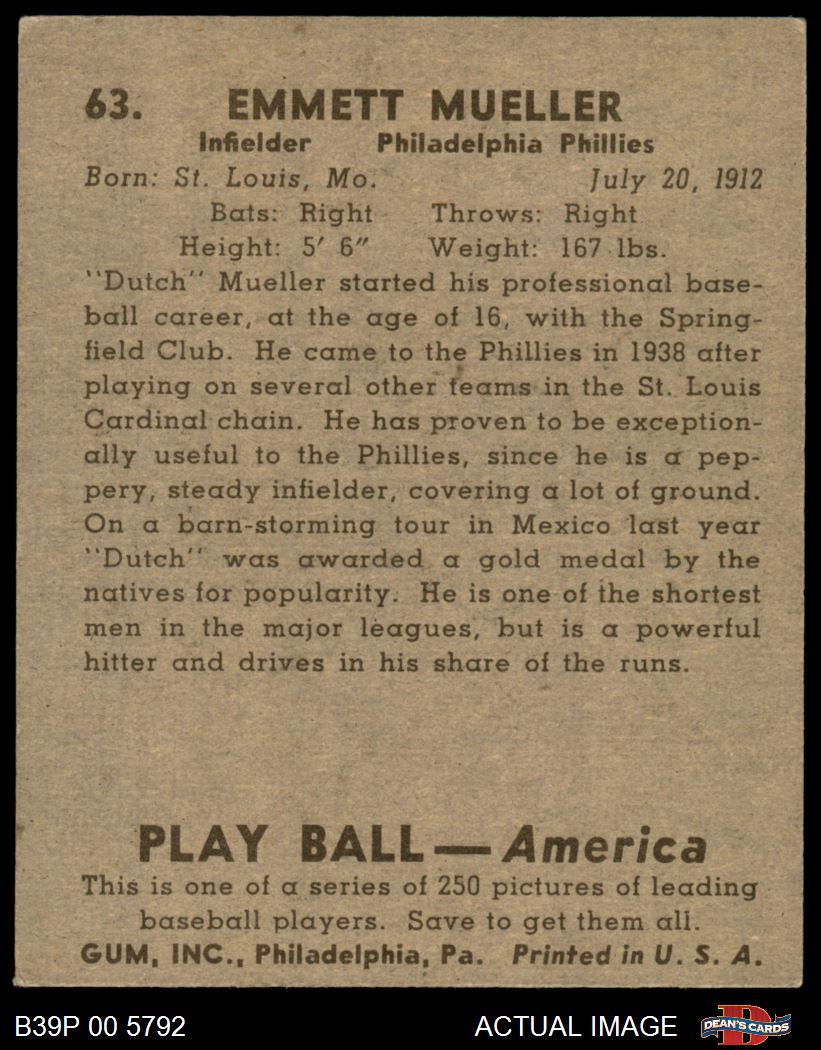 63. EMMETT MUELLER
Infielder Philadelphia Phillies
Born: St. Louis, Mo. July 20, 1912
Bats: Right Throws: Right
Height: 5′ 6″ Weight: 167 lbs.
"Dutch" Mueller started his professional base-
ball career, at the age of 16, with the Spring-
field Club. He came to the Phillies in 1938 after
playing on several other teams in the St. Louis
Cardinal chain. He has proven to be exception-
ally useful to the Phillies, since he is a pep-
pery, steady infielder, covering a lot of ground.
On a barn-storming tour in Mexico last year
"Dutch" was awarded a gold medal by the
natives for popularity. He is one of the shortest
men in the major leagues, but is a powerful
hitter and drives in his share of the runs.
PLAY BALL — America
This is one of a series of 250 pictures of leading
baseball players. Save to get them all.
GUM, INC., Philadelphia, Pa. Printed in U. S. A.
B39P 00 5792 ACTUAL IMAGE D DEAN'S CARDS